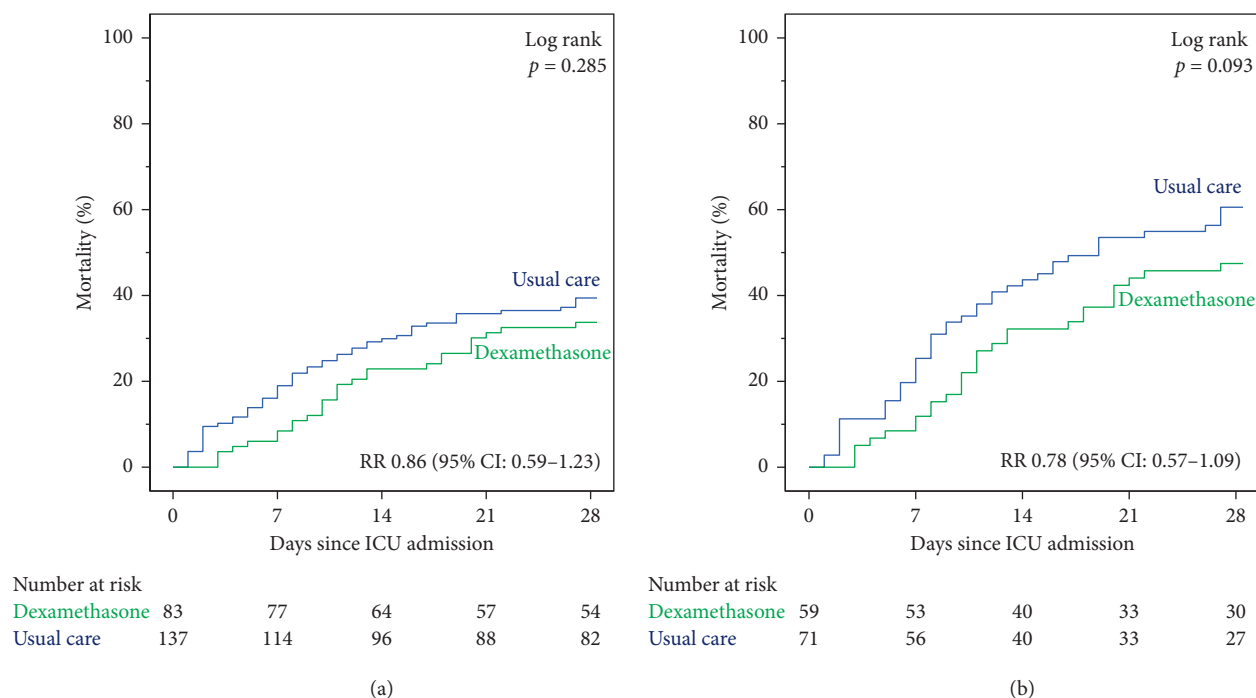 100
80
60
40
20
0
Mortality (%)
Log rank
p = 0.285
Usual care
Dexamethasone
RR 0.86 (95% CI: 0.59–1.23)
0 7 14 21 28
Days since ICU admission
Number at risk
Dexamethasone 83 77 64 57 54
Usual care 137 114 96 88 82
(a)
100
80
60
40
20
0
Mortality (%)
Log rank
p = 0.093
Usual care
Dexamethasone
RR 0.78 (95% CI: 0.57–1.09)
0 7 14 21 28
Days since ICU admission
Number at risk
Dexamethasone 59 53 40 33 30
Usual care 71 56 40 33 27
(b)